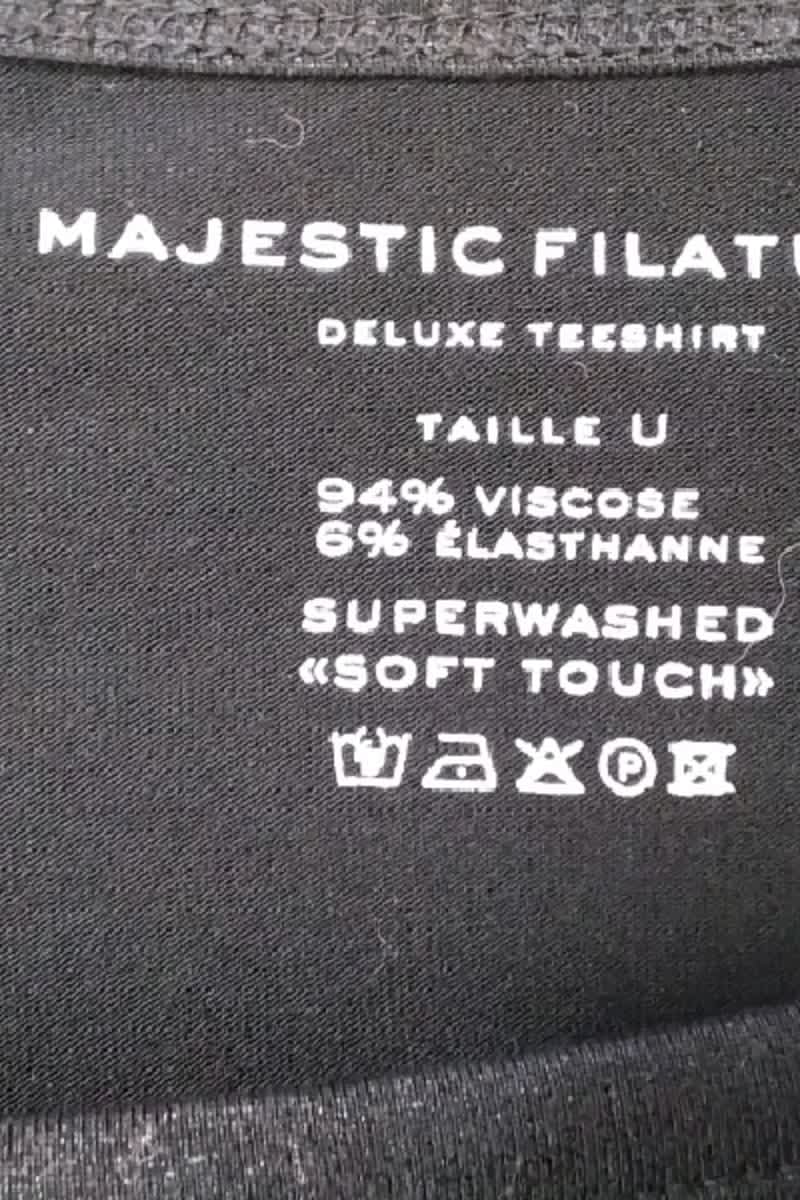 MAJESTIC FILAT
DELUXE TEESHIRT
TAILLE U
94% VISCOSE
6% ÉLASTHANNE
SUPERWASHED
«SOFT TOUCH»
P